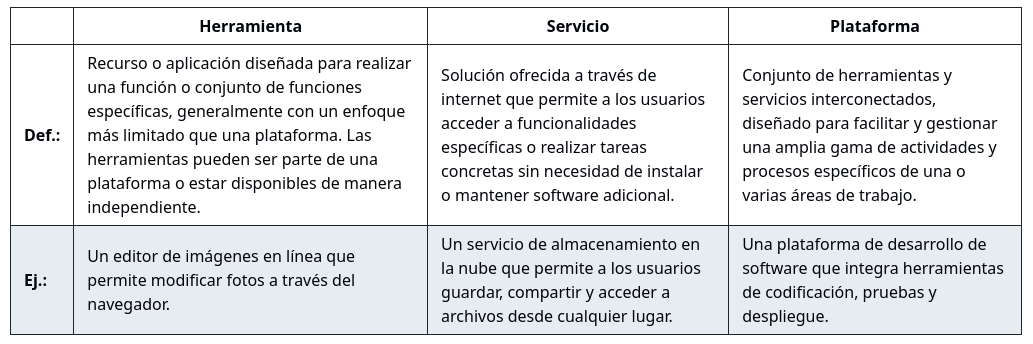 Herramienta
Servicio
Plataforma
Def.:
Recurso o aplicación diseñada para realizar
una función o conjunto de funciones
específicas, generalmente con un enfoque
más limitado que una plataforma. Las
herramientas pueden ser parte de una
plataforma o estar disponibles de manera
independiente.
Solución ofrecida a través de
internet que permite a los usuarios
acceder a funcionalidades
específicas o realizar tareas
concretas sin necesidad de instalar
o mantener software adicional.
Conjunto de herramientas y
servicios interconectados,
diseñado para facilitar y gestionar
una amplia gama de actividades y
procesos específicos de una o
varias áreas de trabajo.
Ej.:
Un editor de imágenes en línea que
permite modificar fotos a través del
navegador.
Un servicio de almacenamiento en
la nube que permite a los usuarios
guardar, compartir y acceder a
archivos desde cualquier lugar.
Una plataforma de desarrollo de
software que integra herramientas
de codificación, pruebas y
despliegue.